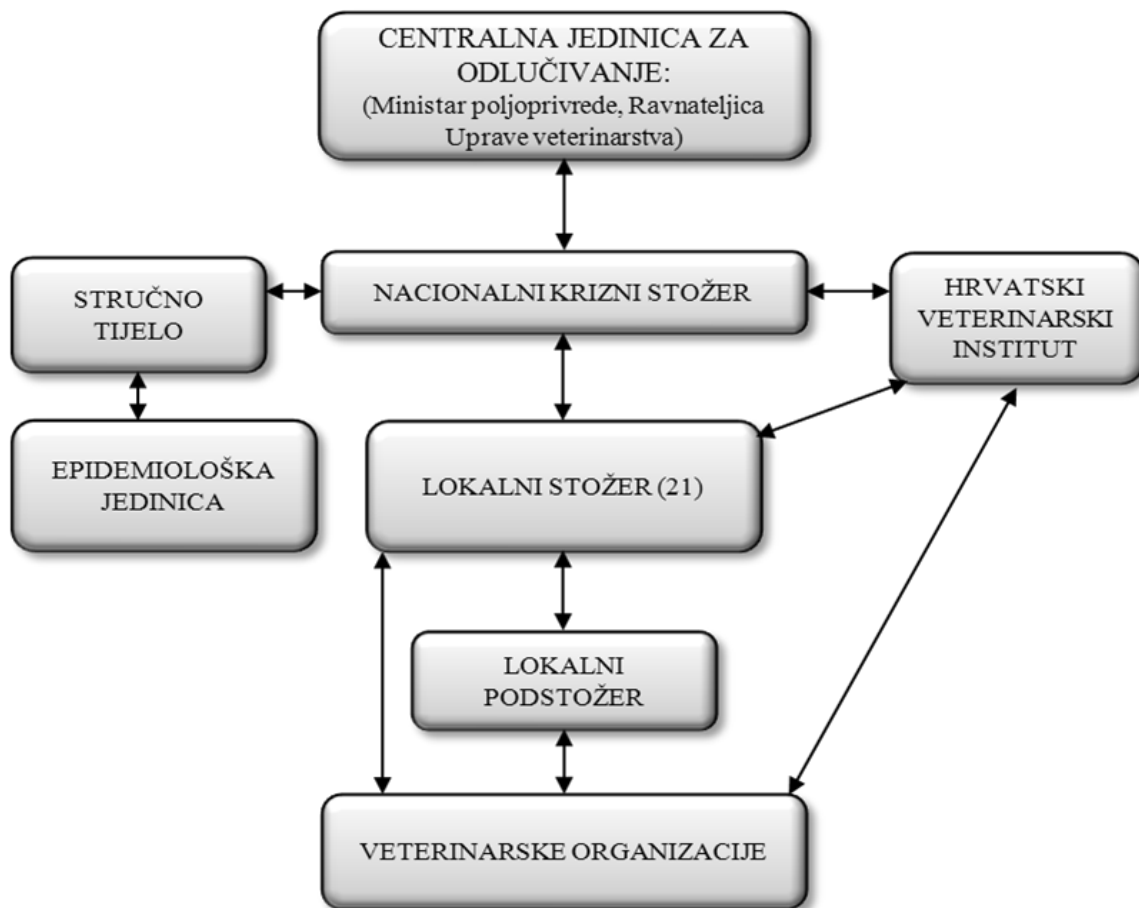 CENTRALNA JEDINICA ZA
ODLUČIVANJE:
(Ministar poljoprivrede, Ravnateljica
Uprave veterinarstva)
STRUČNO
TIJELO
NACIONALNI KRIZNI STOŽER
HRVATSKI
VETERINARSKI
INSTITUT
EPIDEMIOLOŠKA
JEDINICA
LOKALNI STOŽER (21)
LOKALNI
PODSTOŽER
VETERINARSKE ORGANIZACIJE